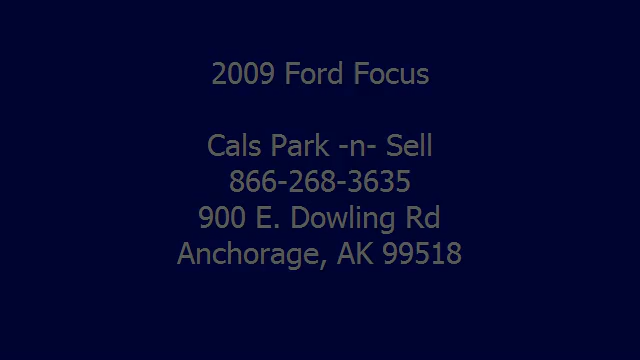 2009 Ford Focus
Cals Park -n- Sell
866-268-3635
900 E. Dowling Rd
Anchorage, AK 99518